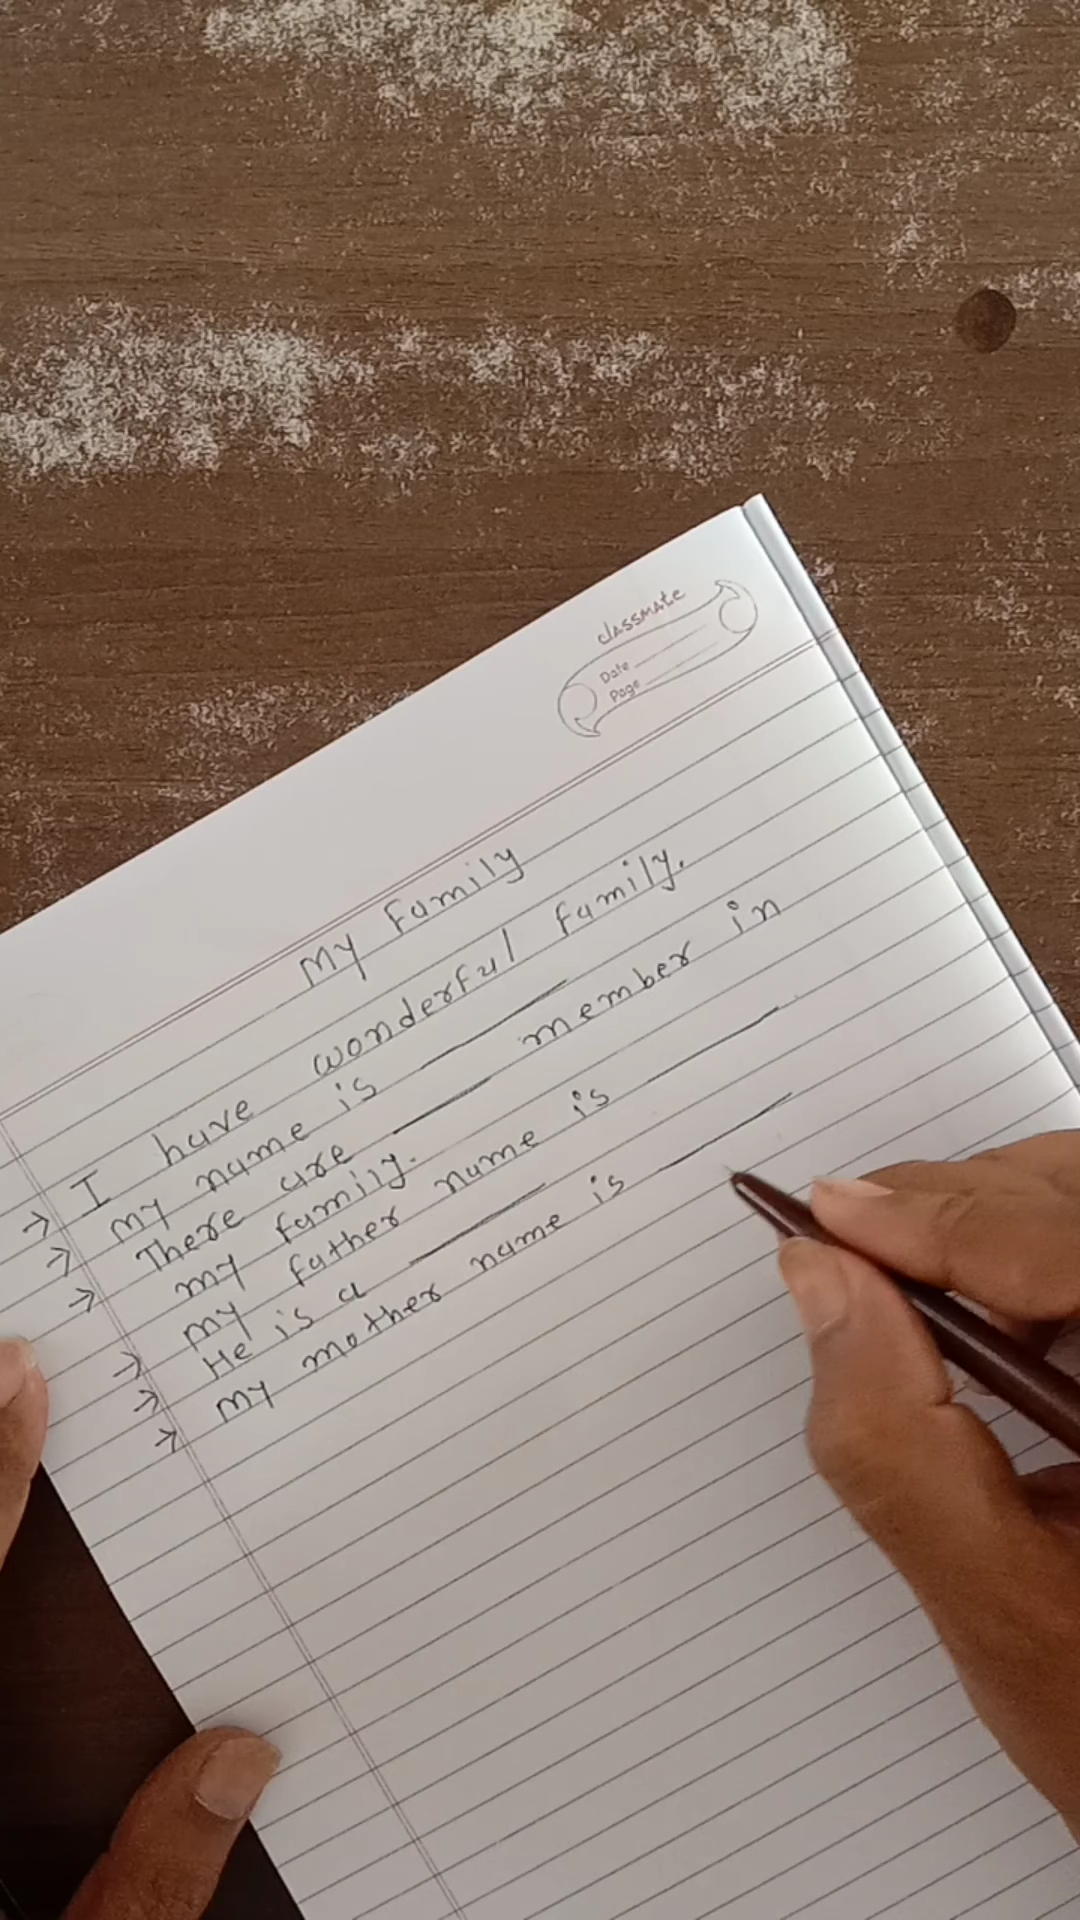 classmate
Date
Page
My Family
→ I have wonderful family.
→ my name is
→ There are member in
my family.
→ my father name is
→ He is a
→ my mother name is